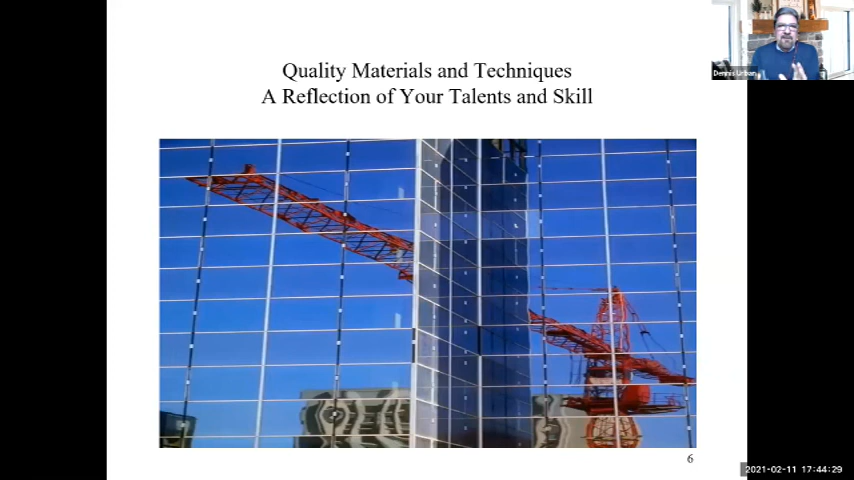 Quality Materials and Techniques
A Reflection of Your Talents and Skill
Dennis Urban
6
2021-02-11 17:44:29